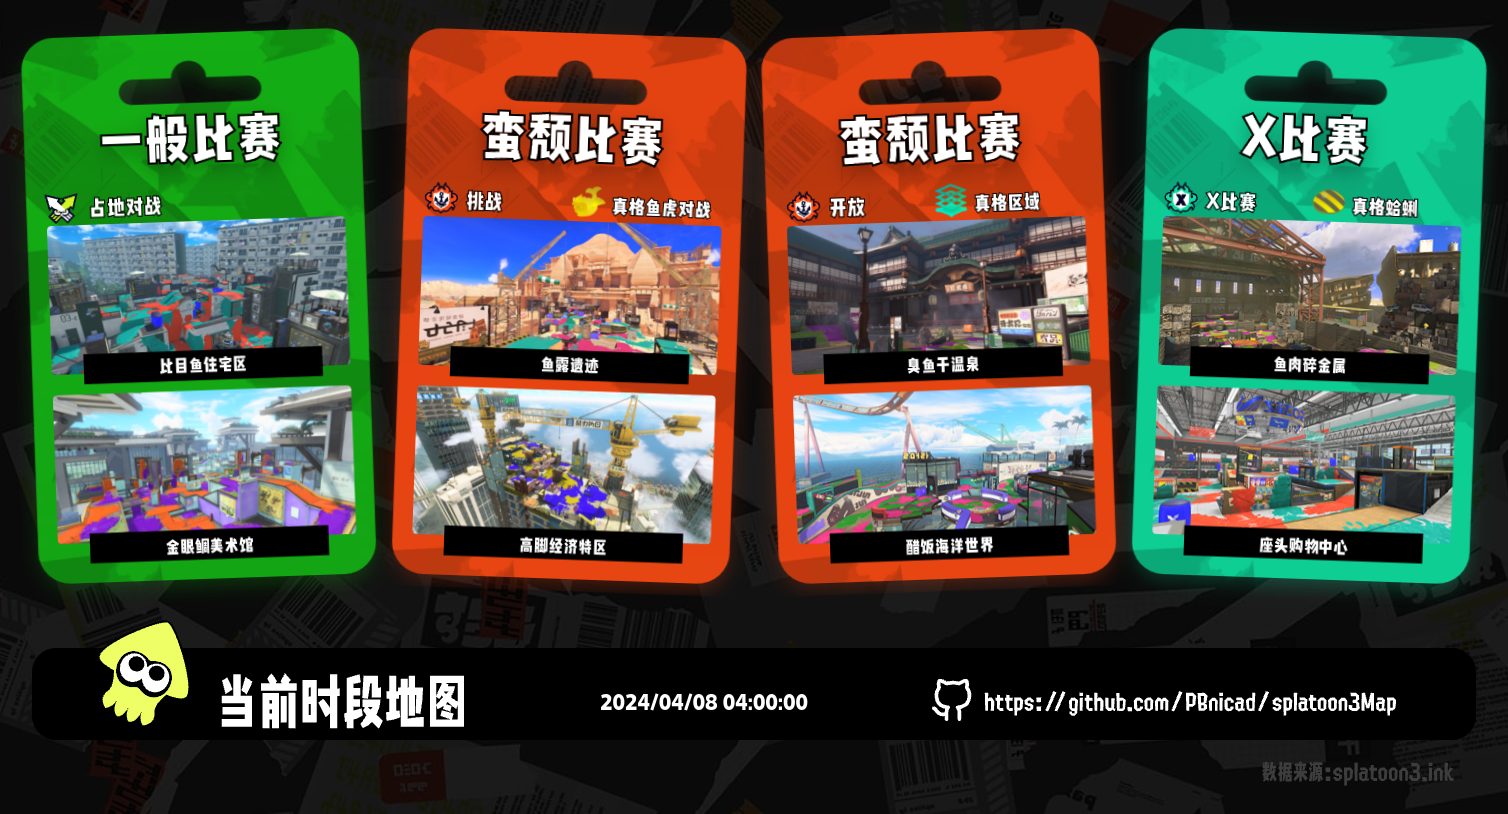 一般比赛
占地对战
比目鱼住宅区
金眼鲷美术馆
蛮颓比赛
挑战
真格鱼虎对战
鱼露遗迹
高脚经济特区
蛮颓比赛
开放
真格区域
臭鱼干温泉
醋饭海洋世界
X比赛
X比赛
真格蛤蜊
鱼肉碎金属
座头购物中心
当前时段地图
2024/04/08 04:00:00
https://github.com/PBnicad/splatoon3Map
数据来源:splatoon3.ink